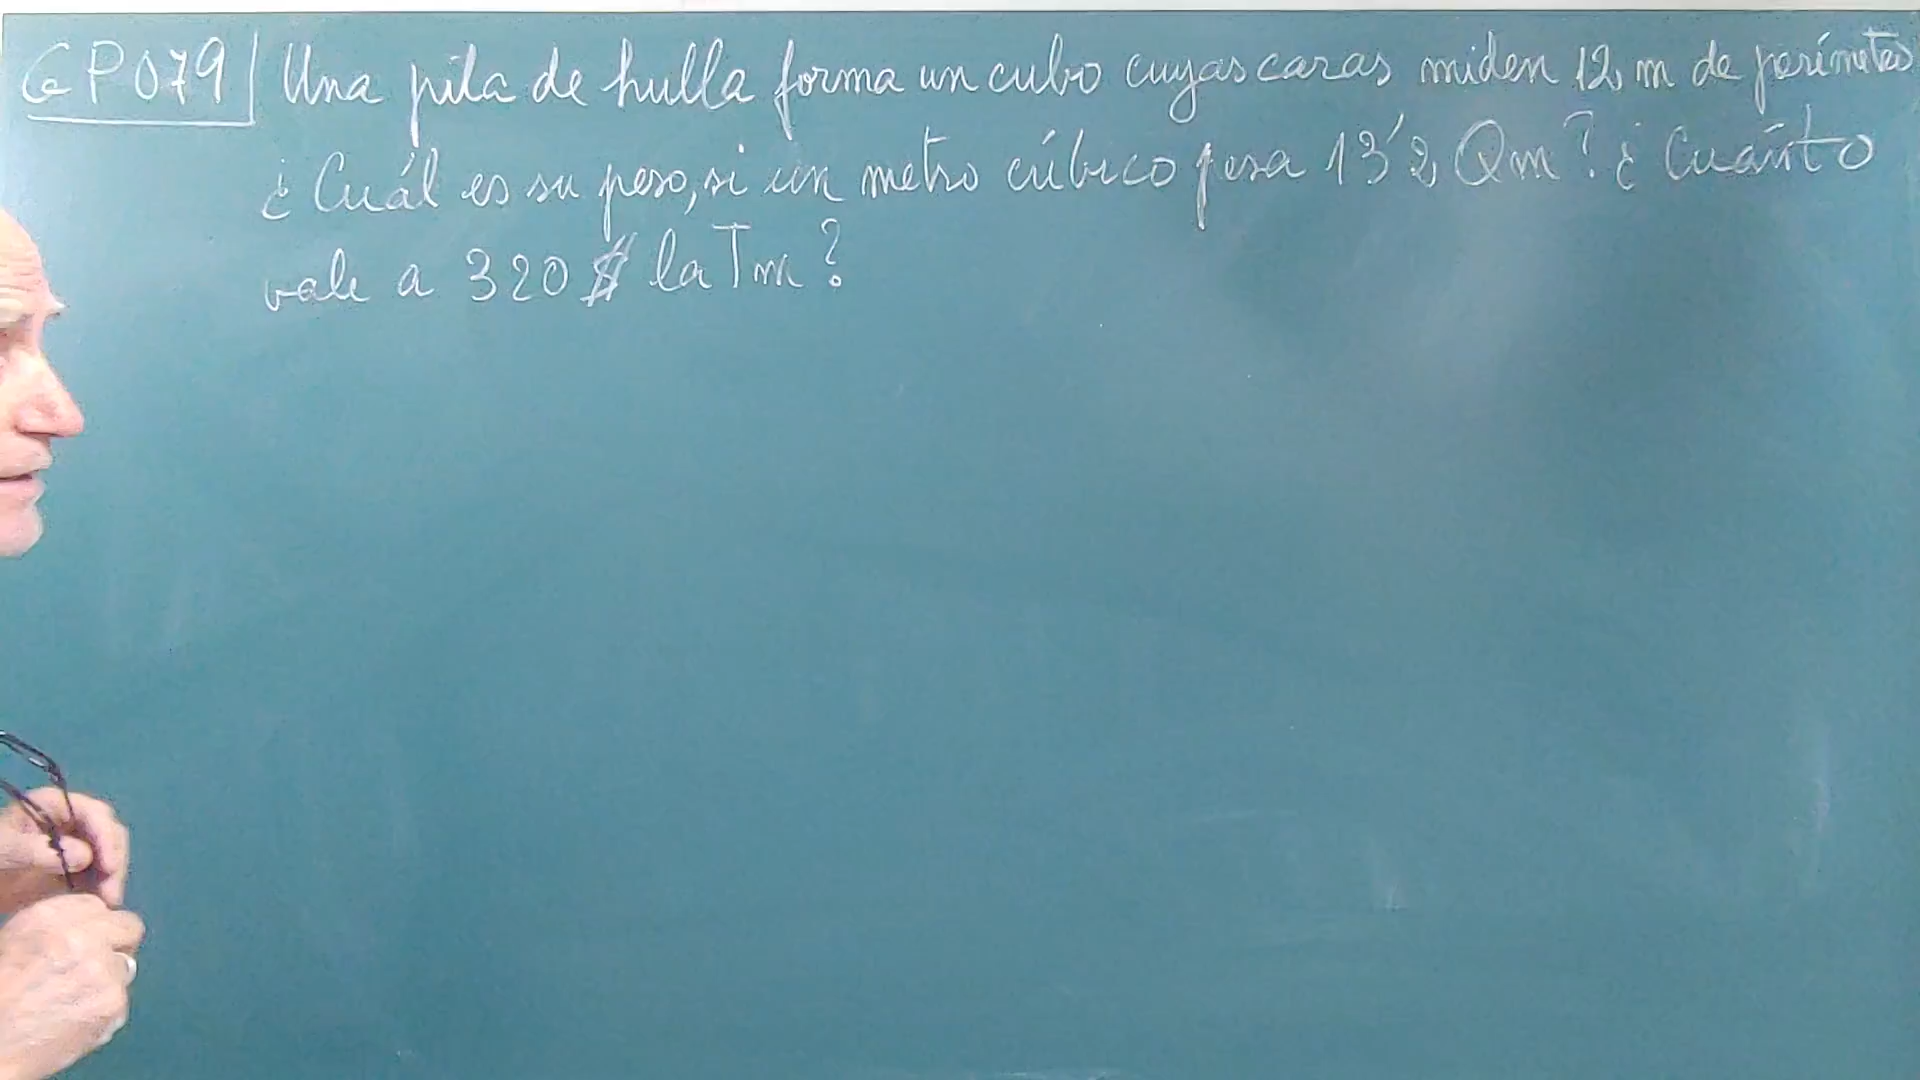 GP079 Una pila de hulla forma un cubo cuyas caras miden 12 m de perímetro
¿Cuál es su peso, si un metro cúbico pesa 13'2 Qm? ¿Cuánto
vale a 320 $ la Tm?